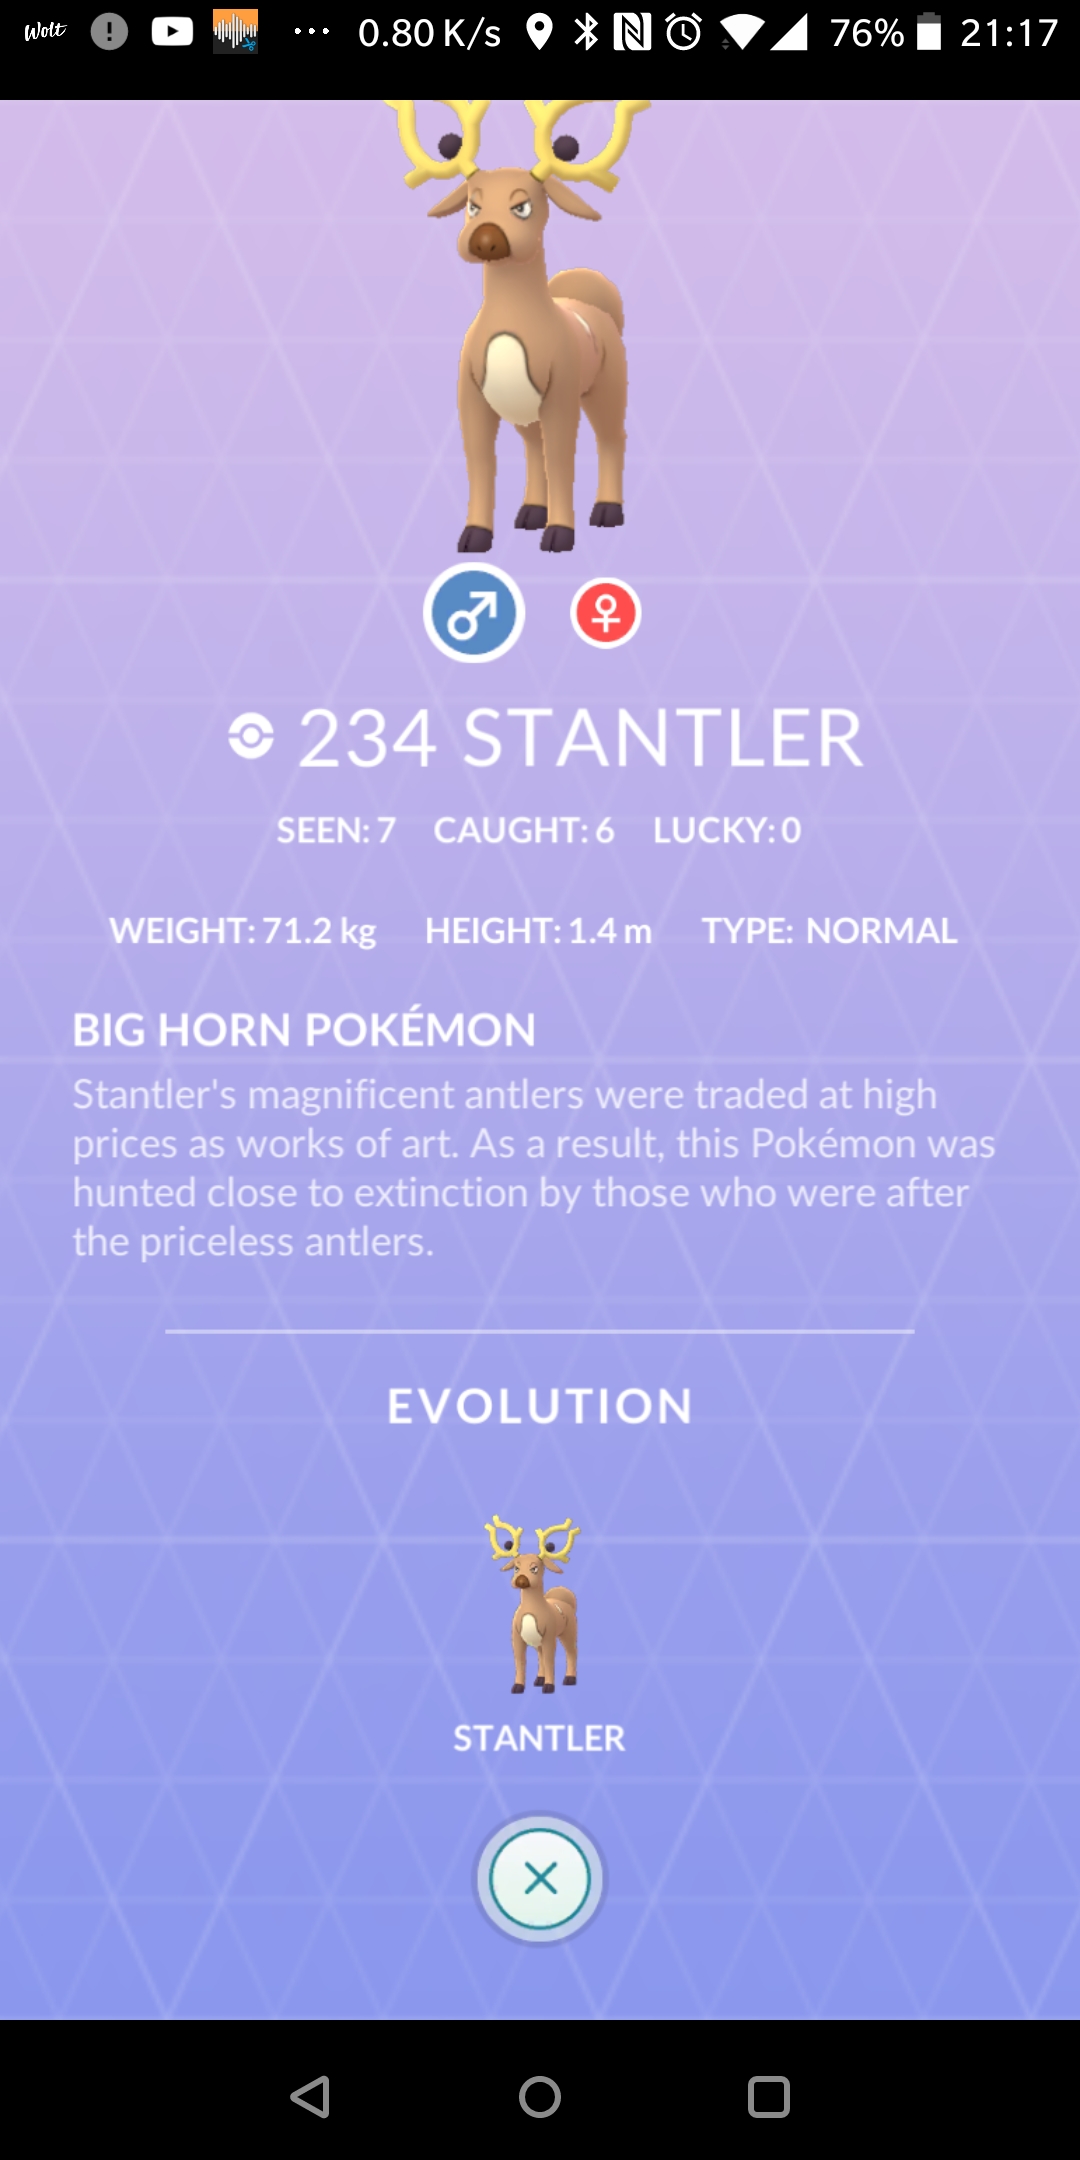 Wolt 0.80 K/s 76% 21:17
234 STANTLER
SEEN: 7 CAUGHT: 6 LUCKY: 0
WEIGHT: 71.2 kg HEIGHT: 1.4 m TYPE: NORMAL
BIG HORN POKÉMON
Stantler's magnificent antlers were traded at high
prices as works of art. As a result, this Pokémon was
hunted close to extinction by those who were after
the priceless antlers.
EVOLUTION
STANTLER